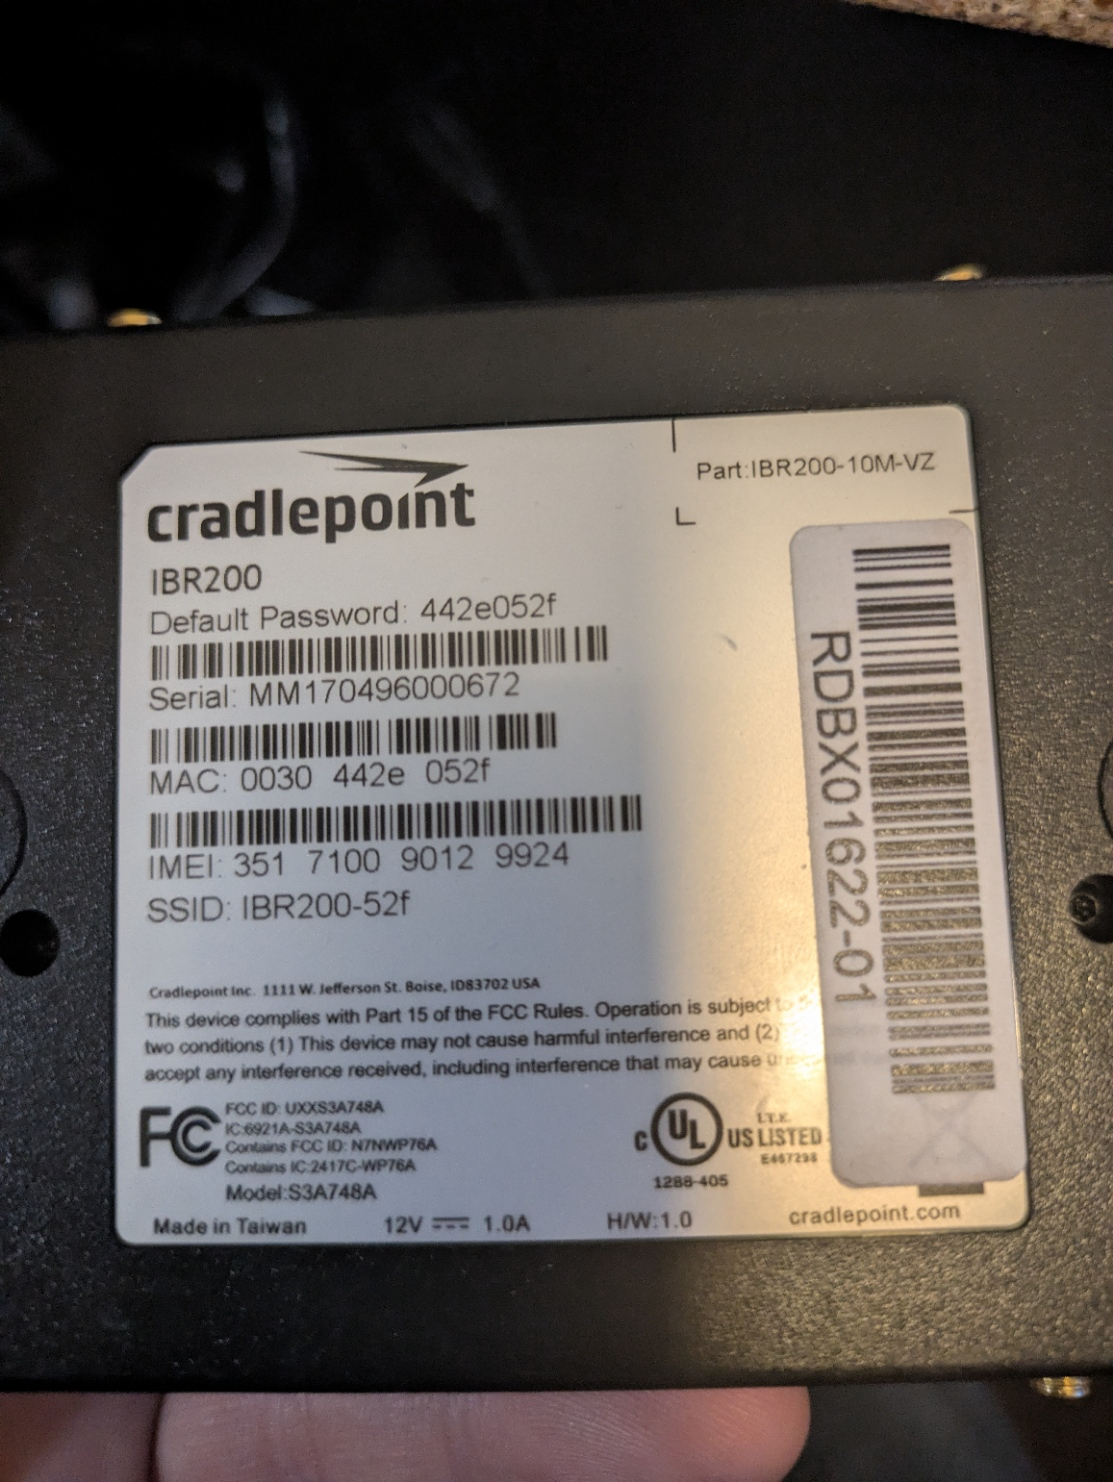 cradlepoint
Part:IBR200-10M-VZ
IBR200
Default Password: 442e052f
Serial: MM170496000672
MAC: 0030 442e 052f
IMEI: 351 7100 9012 9924
SSID: IBR200-52f
RDBX01622-01
Cradlepoint Inc. 1111 W. Jefferson St. Boise, ID83702 USA
This device complies with Part 15 of the FCC Rules. Operation is subject
two conditions (1) This device may not cause harmful interference and (2)
accept any interference received, including interference that may cause
FC
FCC ID: UXXS3A748A
IC:6921A-S3A748A
Contains FCC ID: N7NWP76A
Contains IC:2417C-WP76A
Model:S3A748A
C UL US LISTED
I.T.E.
E467298
1288-405
Made in Taiwan
12V 1.0A
H/W:1.0
cradlepoint.com